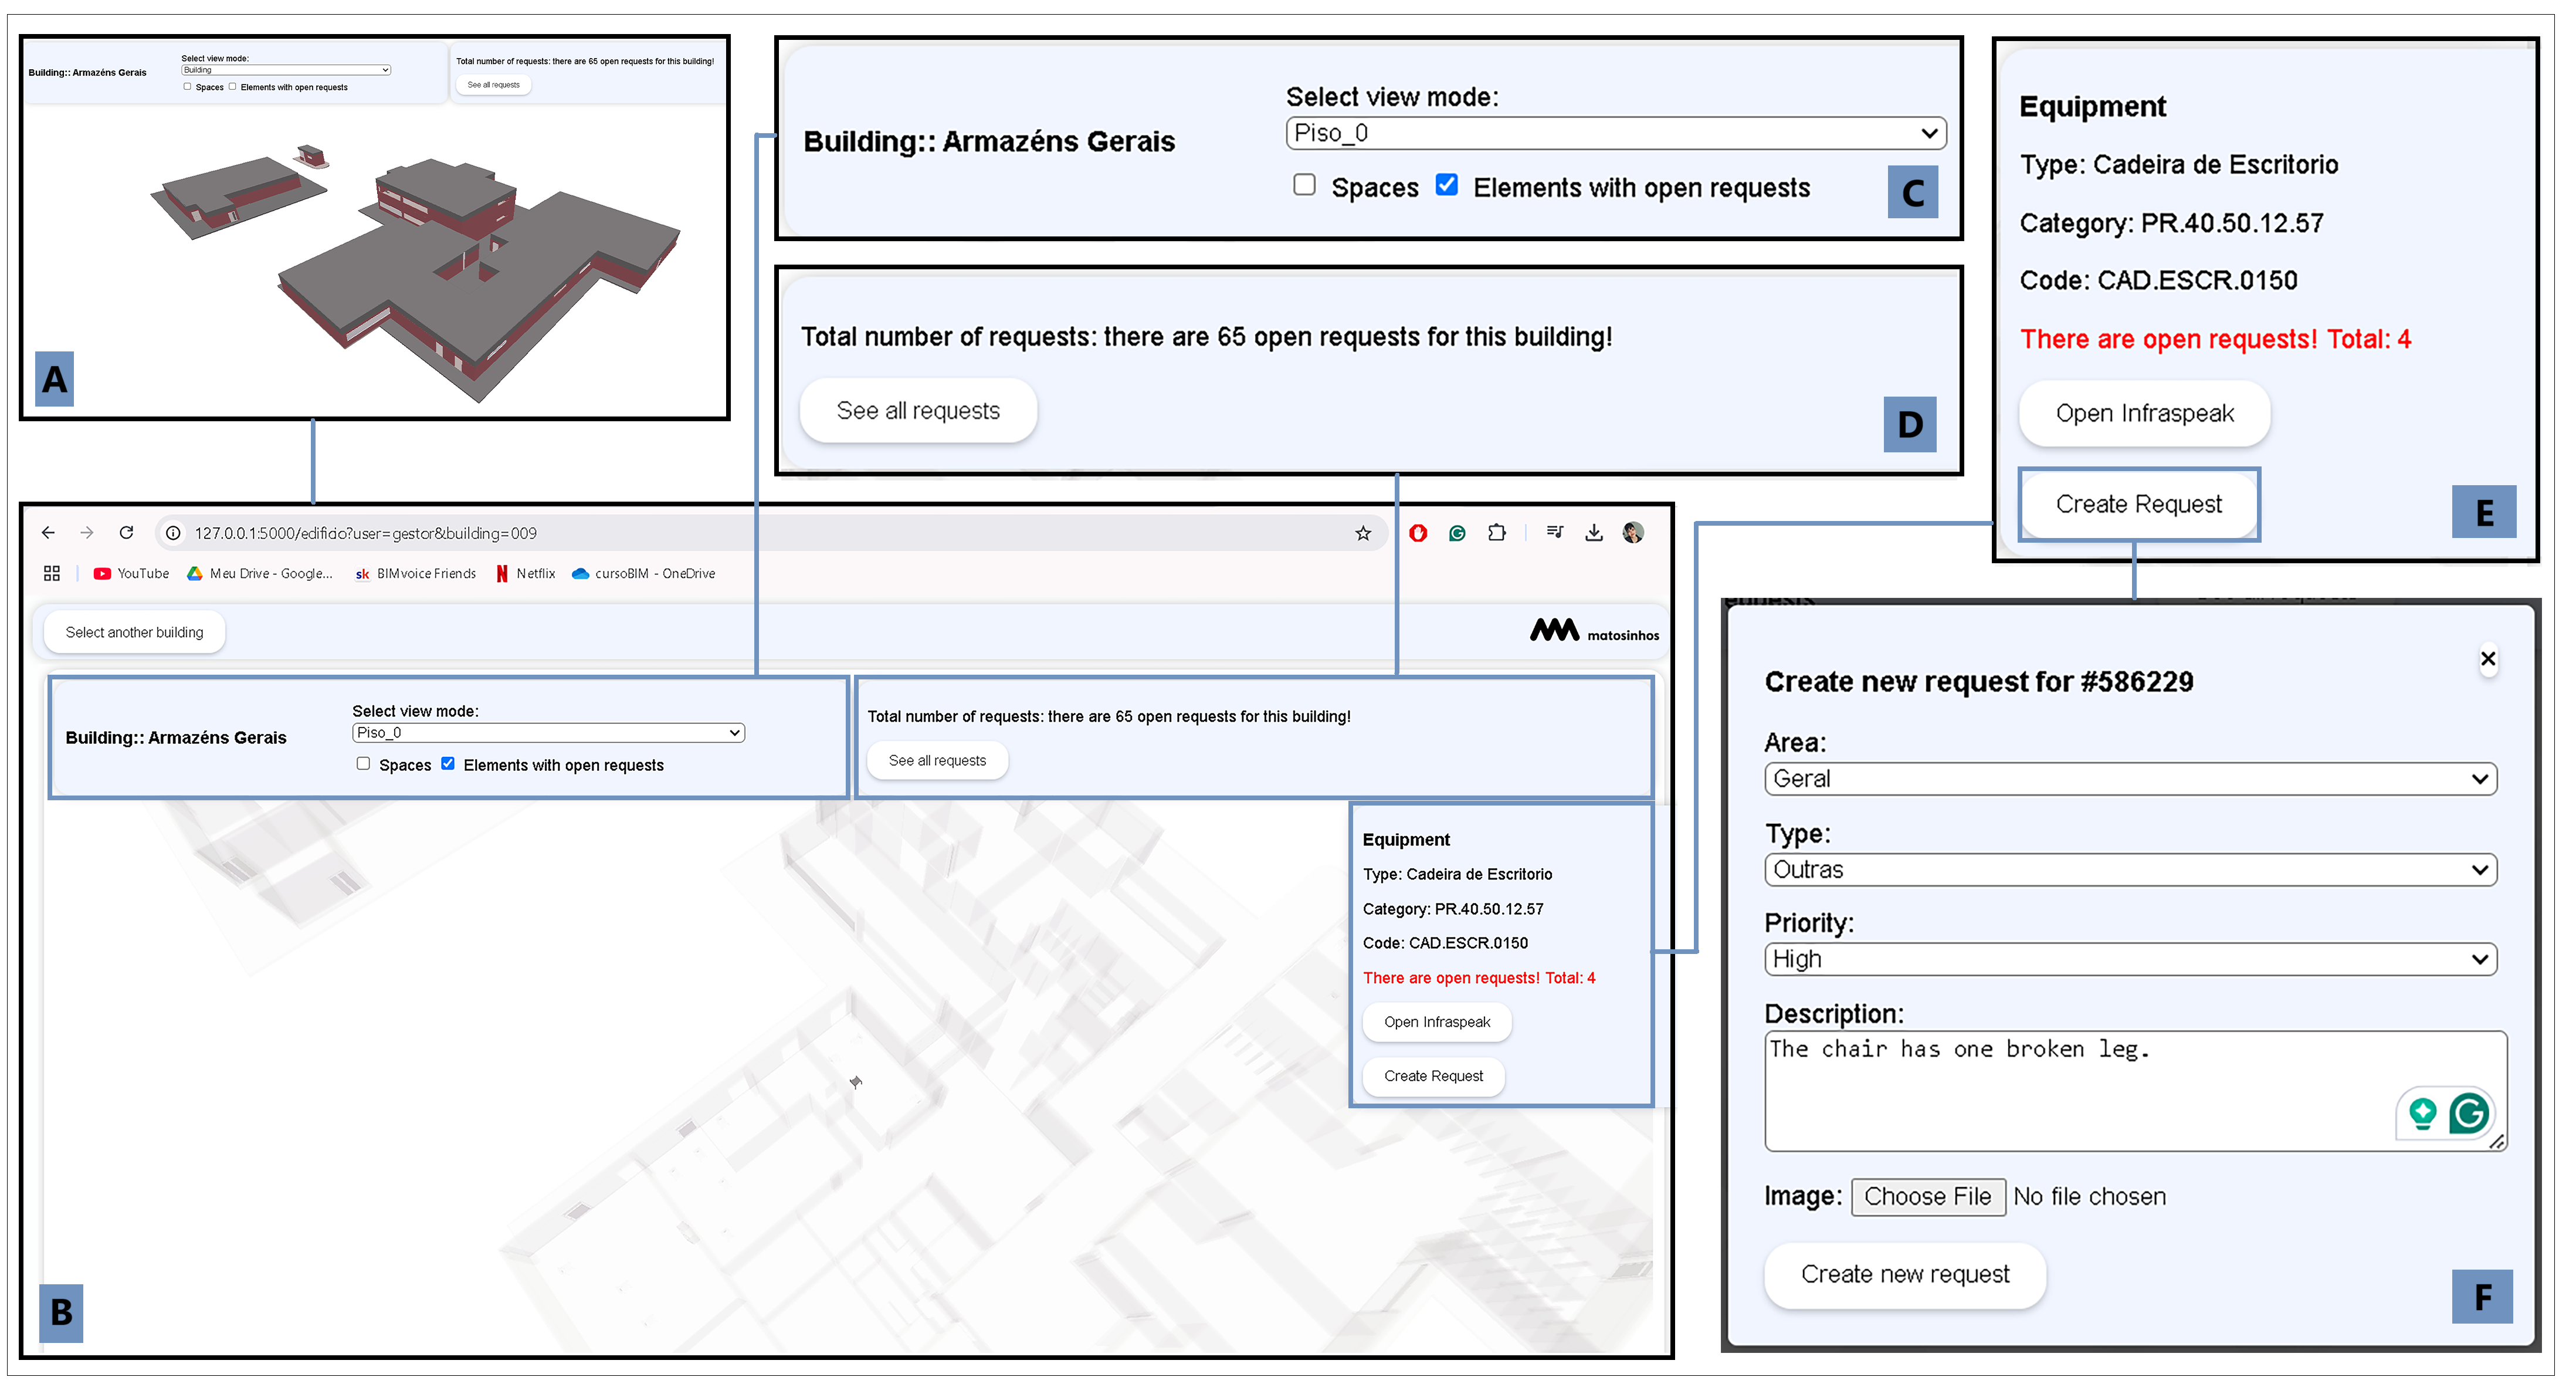 Building:: Armazéns Gerais
Select view mode:
Building
Spaces
Elements with open requests
Total number of requests: there are 65 open requests for this building!
See all requests
A
Building:: Armazéns Gerais
Select view mode:
Piso_0
Spaces
Elements with open requests
C
Total number of requests: there are 65 open requests for this building!
See all requests
D
Equipment
Type: Cadeira de Escritorio
Category: PR.40.50.12.57
Code: CAD.ESCR.0150
There are open requests! Total: 4
Open Infraspeak
Create Request
E
127.0.0.1:5000/edificio?user=gestor&building=009
YouTube
Meu Drive - Google...
sk BIMvoice Friends
Netflix
cursoBIM - OneDrive
Select another building
matosinhos
Building:: Armazéns Gerais
Select view mode:
Piso_0
Spaces
Elements with open requests
Total number of requests: there are 65 open requests for this building!
See all requests
Equipment
Type: Cadeira de Escritorio
Category: PR.40.50.12.57
Code: CAD.ESCR.0150
There are open requests! Total: 4
Open Infraspeak
Create Request
B
Create new request for #586229
Area:
Geral
Type:
Outras
Priority:
High
Description:
The chair has one broken leg.
Image: Choose File No file chosen
Create new request
F